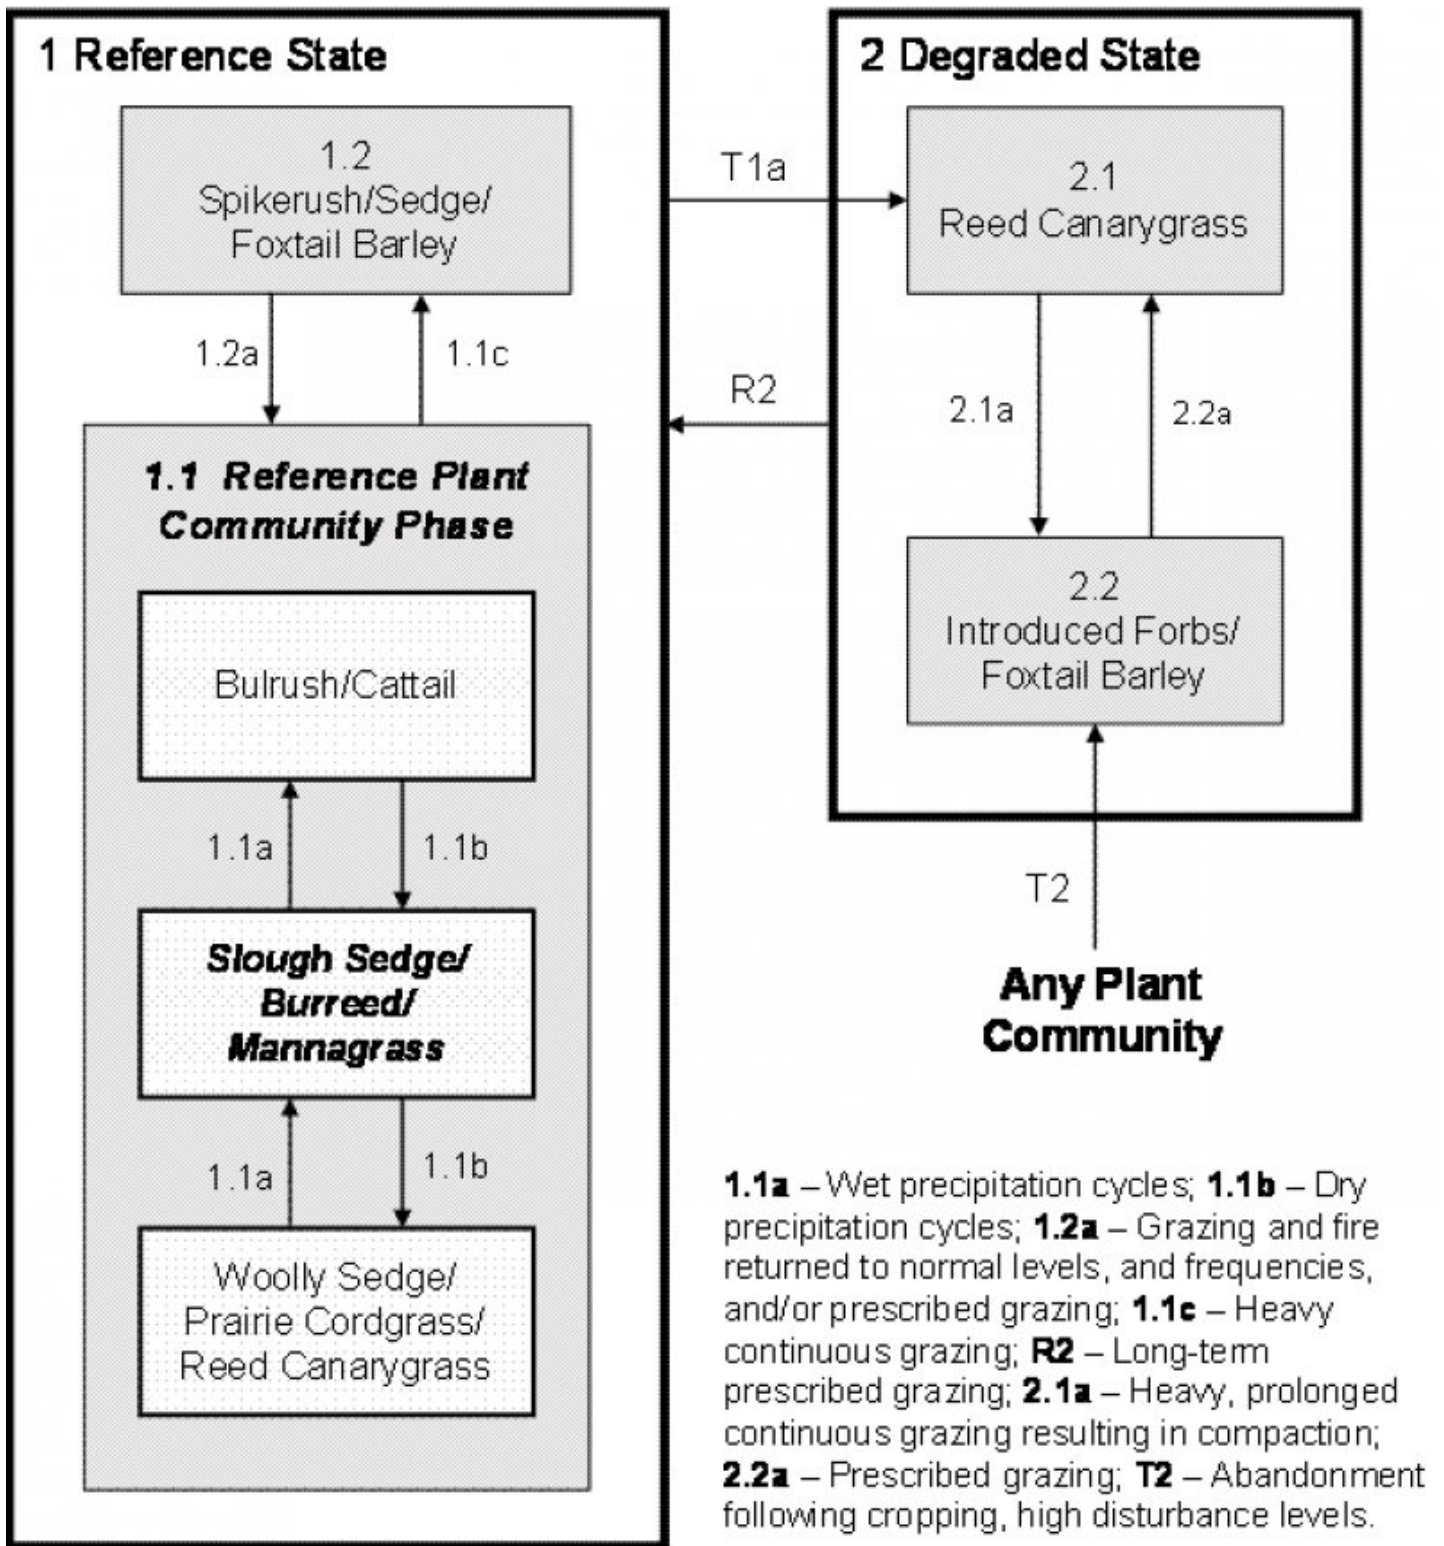 1 Reference State
1.2
Spikerush/Sedge/
Foxtail Barley
1.2a
1.1c
1.1 Reference Plant
Community Phase
Bulrush/Cattail
1.1a
1.1b
Slough Sedge/
Burreed/
Mannagrass
1.1a
1.1b
Woolly Sedge/
Prairie Cordgrass/
Reed Canarygrass
T1a
R2
2 Degraded State
2.1
Reed Canarygrass
2.1a
2.2a
2.2
Introduced Forbs/
Foxtail Barley
T2
Any Plant
Community
1.1a – Wet precipitation cycles; 1.1b – Dry
precipitation cycles; 1.2a – Grazing and fire
returned to normal levels, and frequencies,
and/or prescribed grazing; 1.1c – Heavy
continuous grazing; R2 – Long-term
prescribed grazing; 2.1a – Heavy, prolonged
continuous grazing resulting in compaction;
2.2a – Prescribed grazing; T2 – Abandonment
following cropping, high disturbance levels.